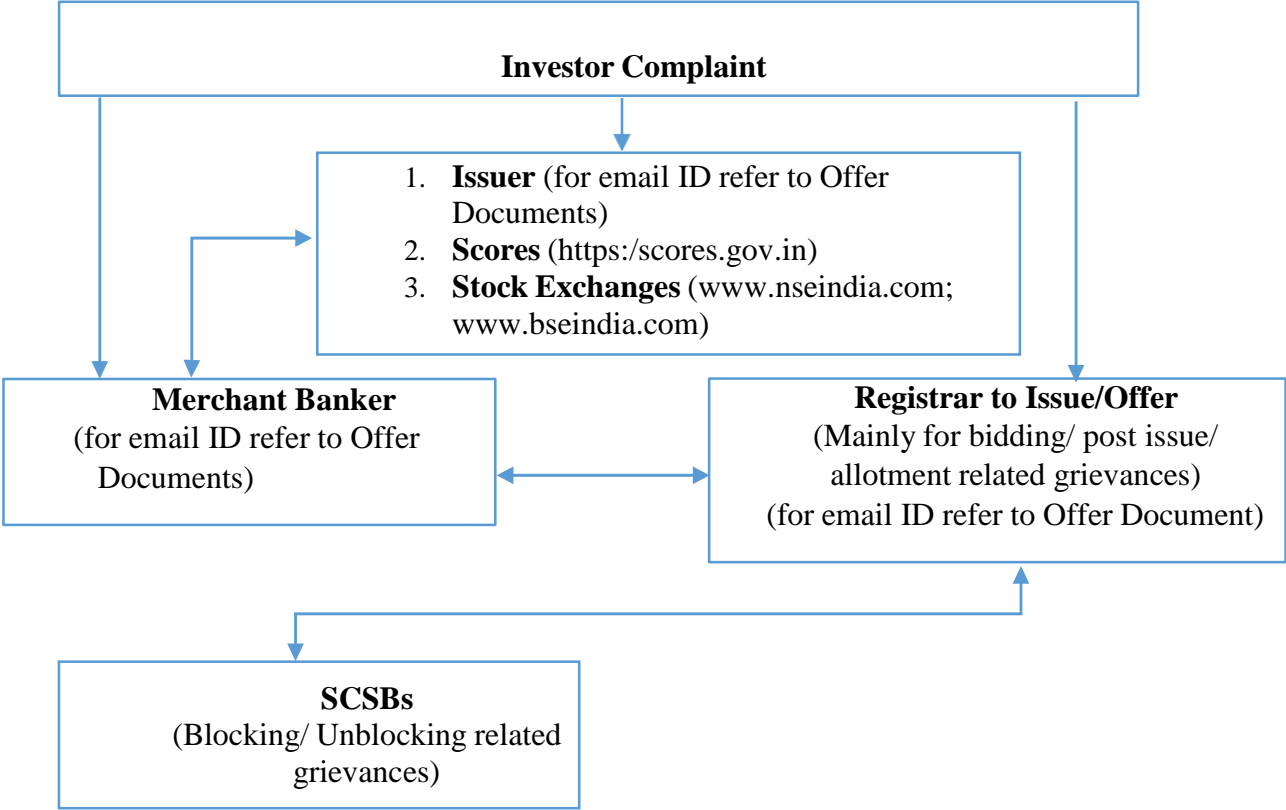 Investor Complaint
1. Issuer (for email ID refer to Offer
Documents)
2. Scores (https:/scores.gov.in)
3. Stock Exchanges (www.nseindia.com;
www.bseindia.com)
Merchant Banker
(for email ID refer to Offer
Documents)
Registrar to Issue/Offer
(Mainly for bidding/ post issue/
allotment related grievances)
(for email ID refer to Offer Document)
SCSBs
(Blocking/ Unblocking related
grievances)